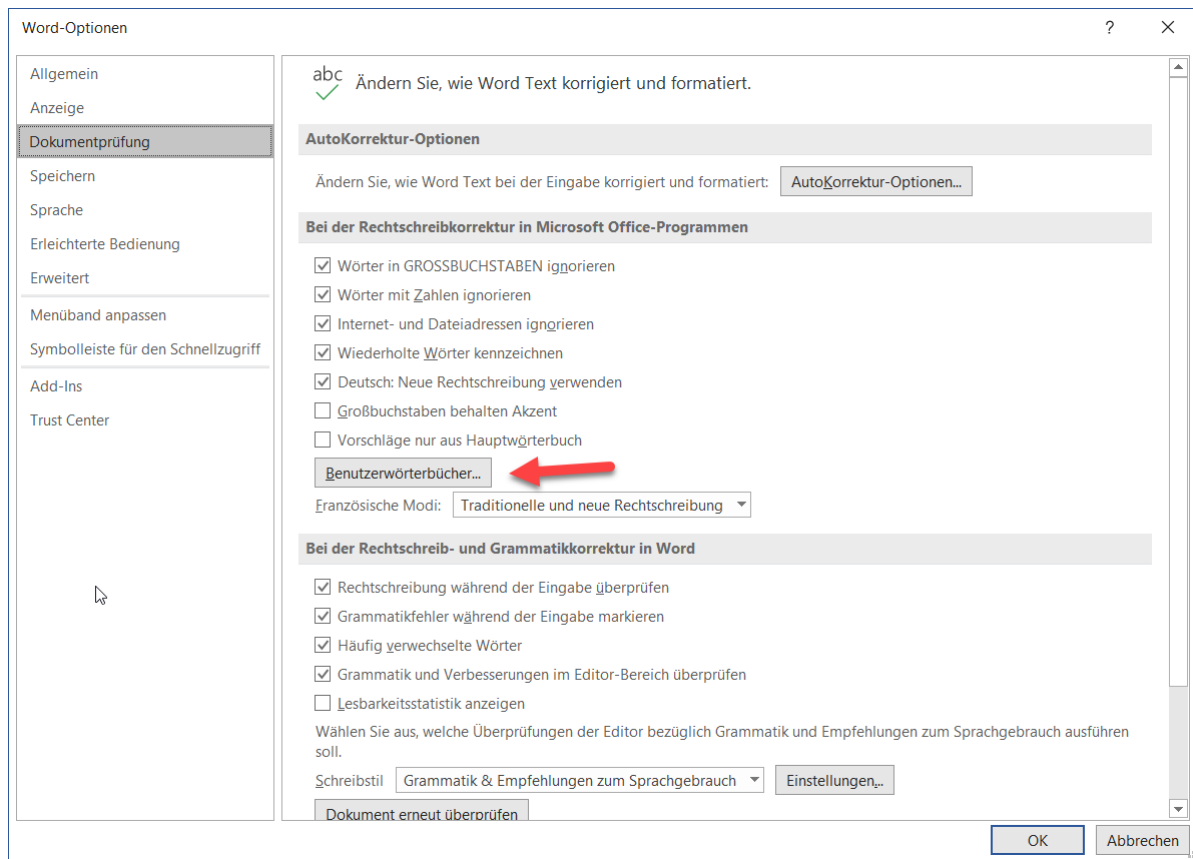 Word-Optionen
?
Allgemein
Anzeige
Dokumentprüfung
Speichern
Sprache
Erleichterte Bedienung
Erweitert
Menüband anpassen
Symbolleiste für den Schnellzugriff
Add-Ins
Trust Center
abc
Ändern Sie, wie Word Text korrigiert und formatiert.
AutoKorrektur-Optionen
Ändern Sie, wie Word Text bei der Eingabe korrigiert und formatiert: AutoKorrektur-Optionen...
Bei der Rechtschreibkorrektur in Microsoft Office-Programmen
Wörter in GROSSBUCHSTABEN ignorieren
Wörter mit Zahlen ignorieren
Internet- und Dateiadressen ignorieren
Wiederholte Wörter kennzeichnen
Deutsch: Neue Rechtschreibung verwenden
Großbuchstaben behalten Akzent
Vorschläge nur aus Hauptwörterbuch
Benutzerwörterbücher...
Französische Modi: Traditionelle und neue Rechtschreibung
Bei der Rechtschreib- und Grammatikkorrektur in Word
Rechtschreibung während der Eingabe überprüfen
Grammatikfehler während der Eingabe markieren
Häufig verwechselte Wörter
Grammatik und Verbesserungen im Editor-Bereich überprüfen
Lesbarkeitsstatistik anzeigen
Wählen Sie aus, welche Überprüfungen der Editor bezüglich Grammatik und Empfehlungen zum Sprachgebrauch ausführen
soll.
Schreibstil Grammatik & Empfehlungen zum Sprachgebrauch Einstellungen...
Dokument erneut überprüfen
OK Abbrechen